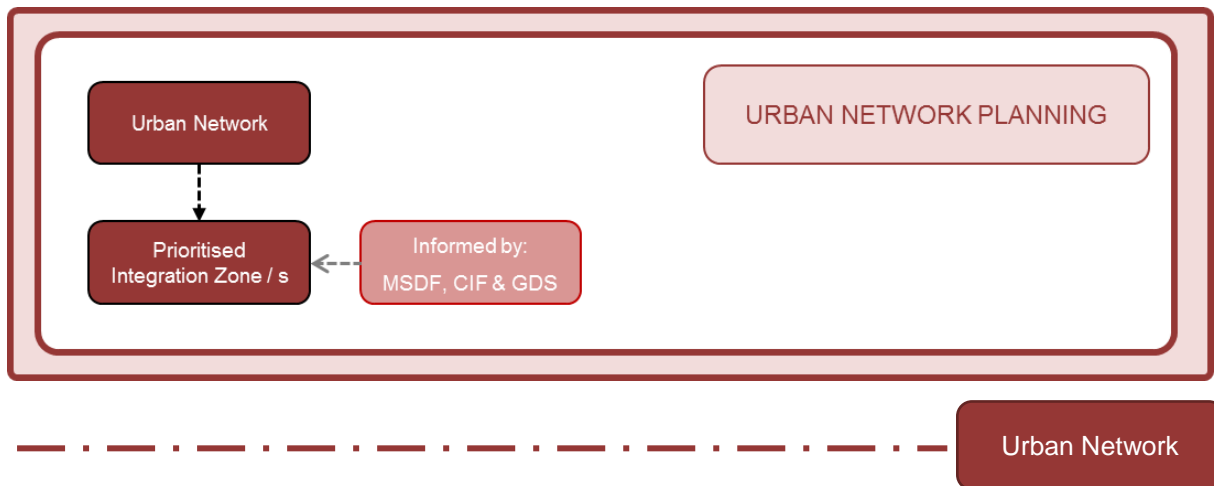 Urban Network
URBAN NETWORK PLANNING
Prioritised
Integration Zone / s
Informed by:
MSDF, CIF & GDS
Urban Network